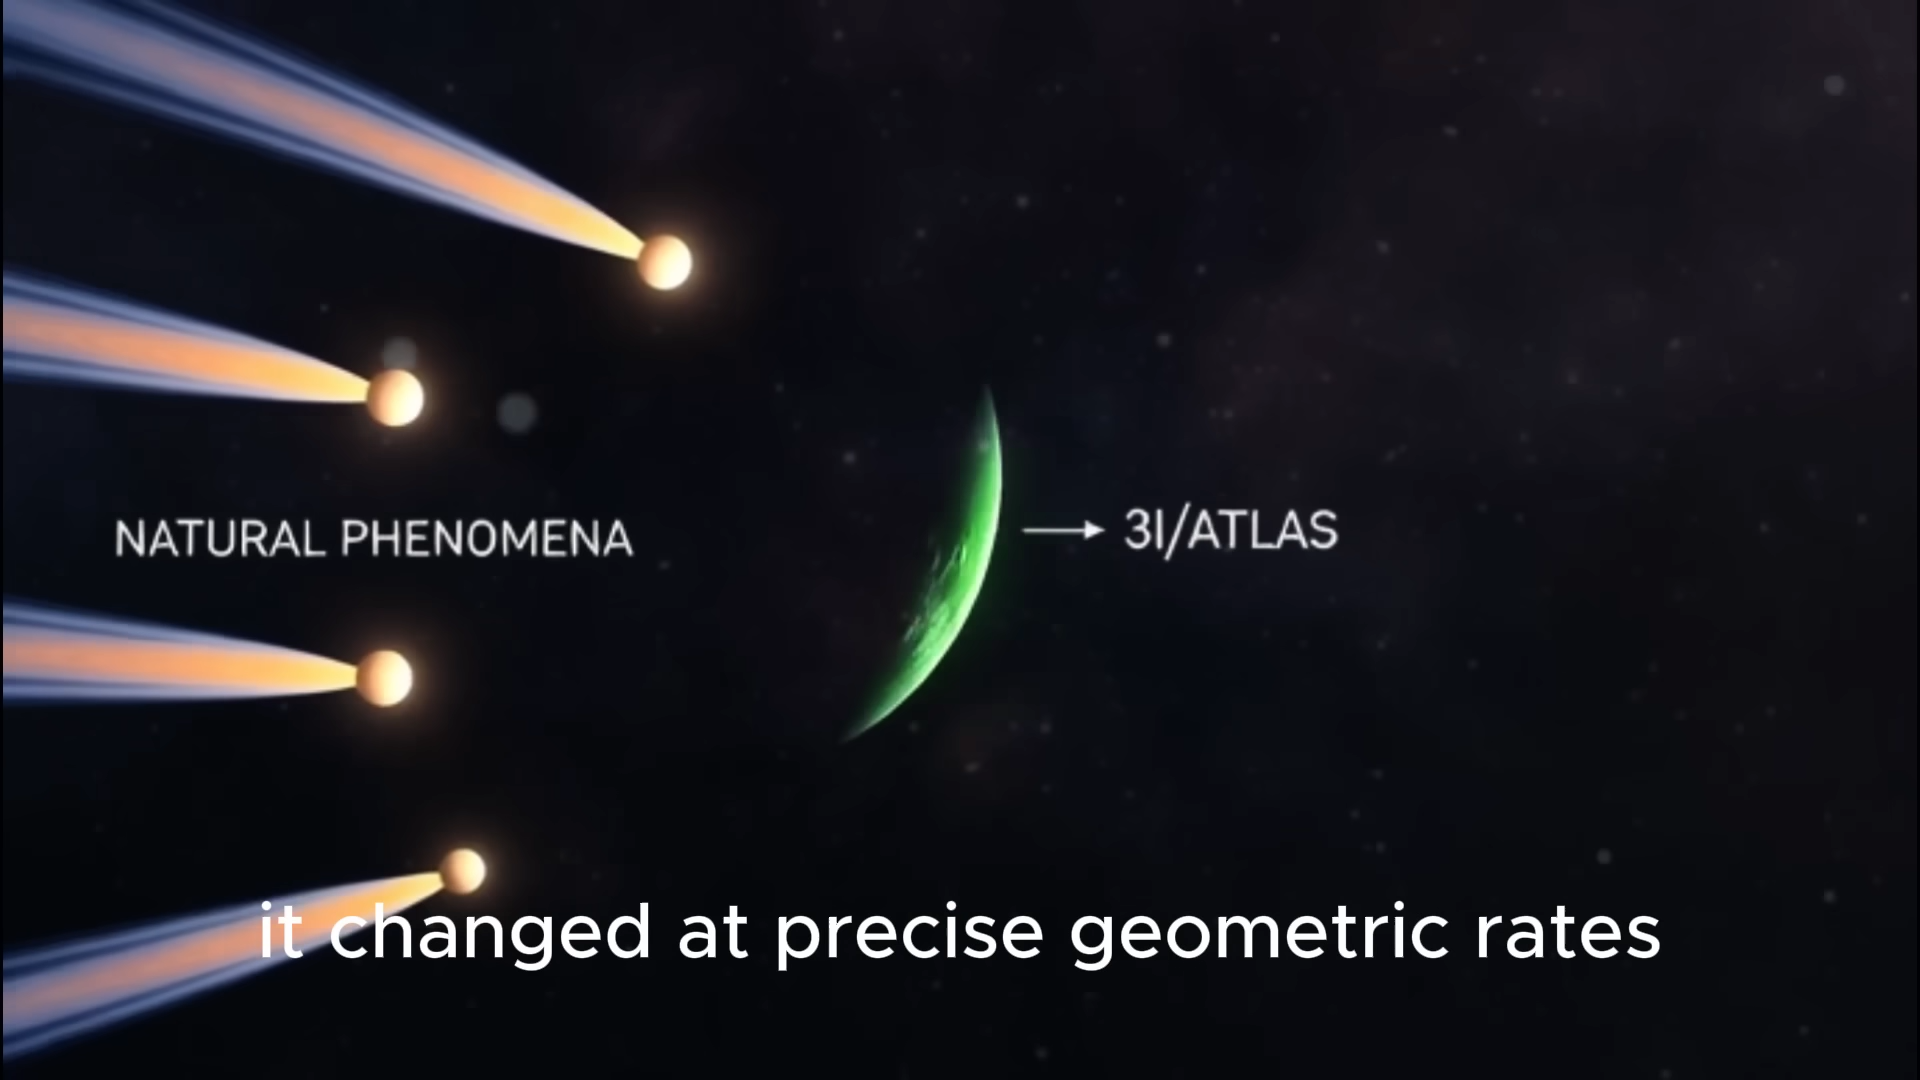 NATURAL PHENOMENA
3I/ATLAS
it changed at precise geometric rates